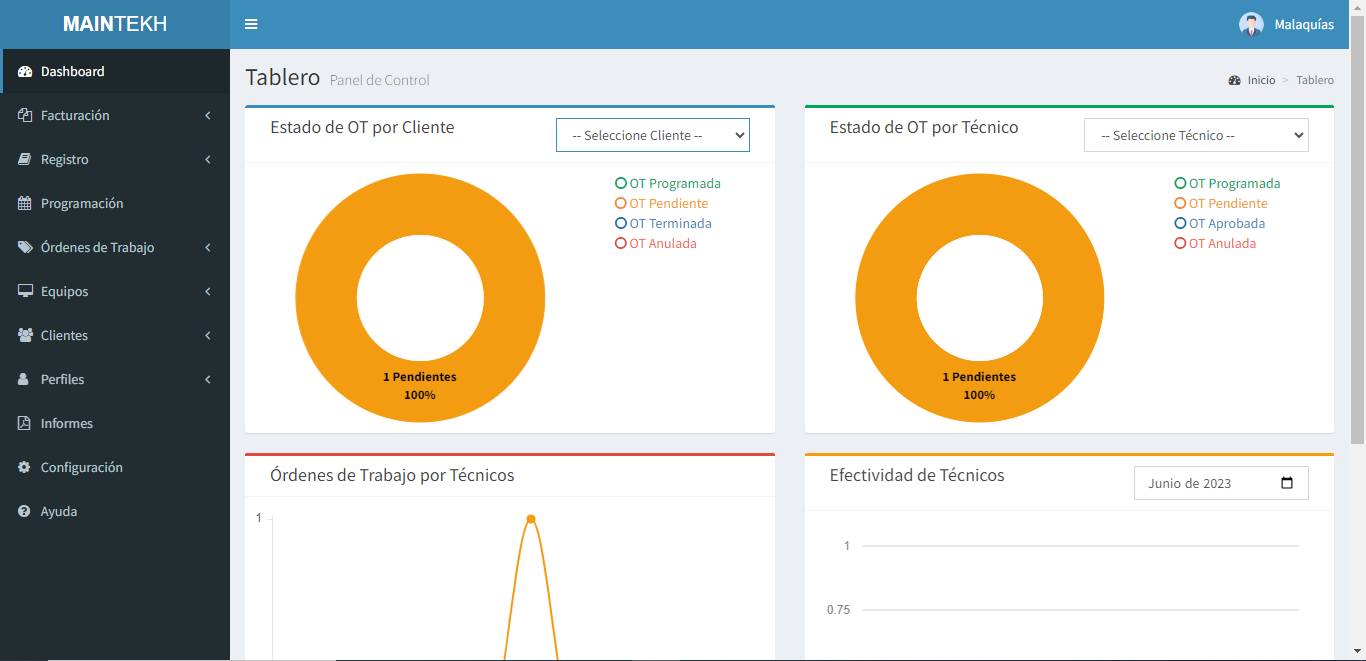 MAINTEKH
Malaquías
Dashboard
Facturación
Registro
Programación
Órdenes de Trabajo
Equipos
Clientes
Perfiles
Informes
Configuración
Ayuda
Tablero Panel de Control
Inicio > Tablero
Estado de OT por Cliente
-- Seleccione Cliente --
OT Programada
OT Pendiente
OT Terminada
OT Anulada
1 Pendientes
100%
Estado de OT por Técnico
-- Seleccione Técnico --
OT Programada
OT Pendiente
OT Aprobada
OT Anulada
1 Pendientes
100%
Órdenes de Trabajo por Técnicos
1
Efectividad de Técnicos
Junio de 2023
1
0.75